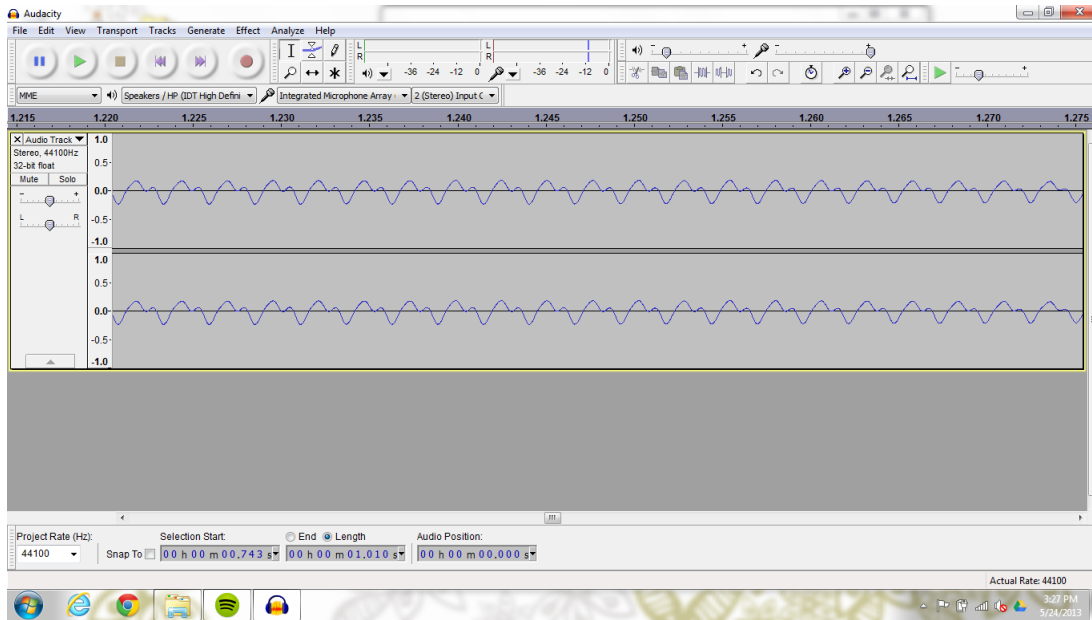 Audacity
File Edit View Transport Tracks Generate Effect Analyze Help
L
R
L
R
-36 -24 -12 0
-36 -24 -12 0
MME
Speakers / HP (IDT High Defini
Integrated Microphone Array
2 (Stereo) Input C
1.215 1.220 1.225 1.230 1.235 1.240 1.245 1.250 1.255 1.260 1.265 1.270 1.275
X Audio Track
Stereo, 44100Hz
32-bit float
Mute Solo
- +
L R
1.0
0.5
0.0
-0.5
-1.0
1.0
0.5
0.0
-0.5
-1.0
Project Rate (Hz):
44100
Snap To
Selection Start:
End Length
Audio Position:
00 h 00 m 00.743 s
00 h 00 m 01.010 s
00 h 00 m 00.000 s
Actual Rate: 44100
3:27 PM
5/24/2013